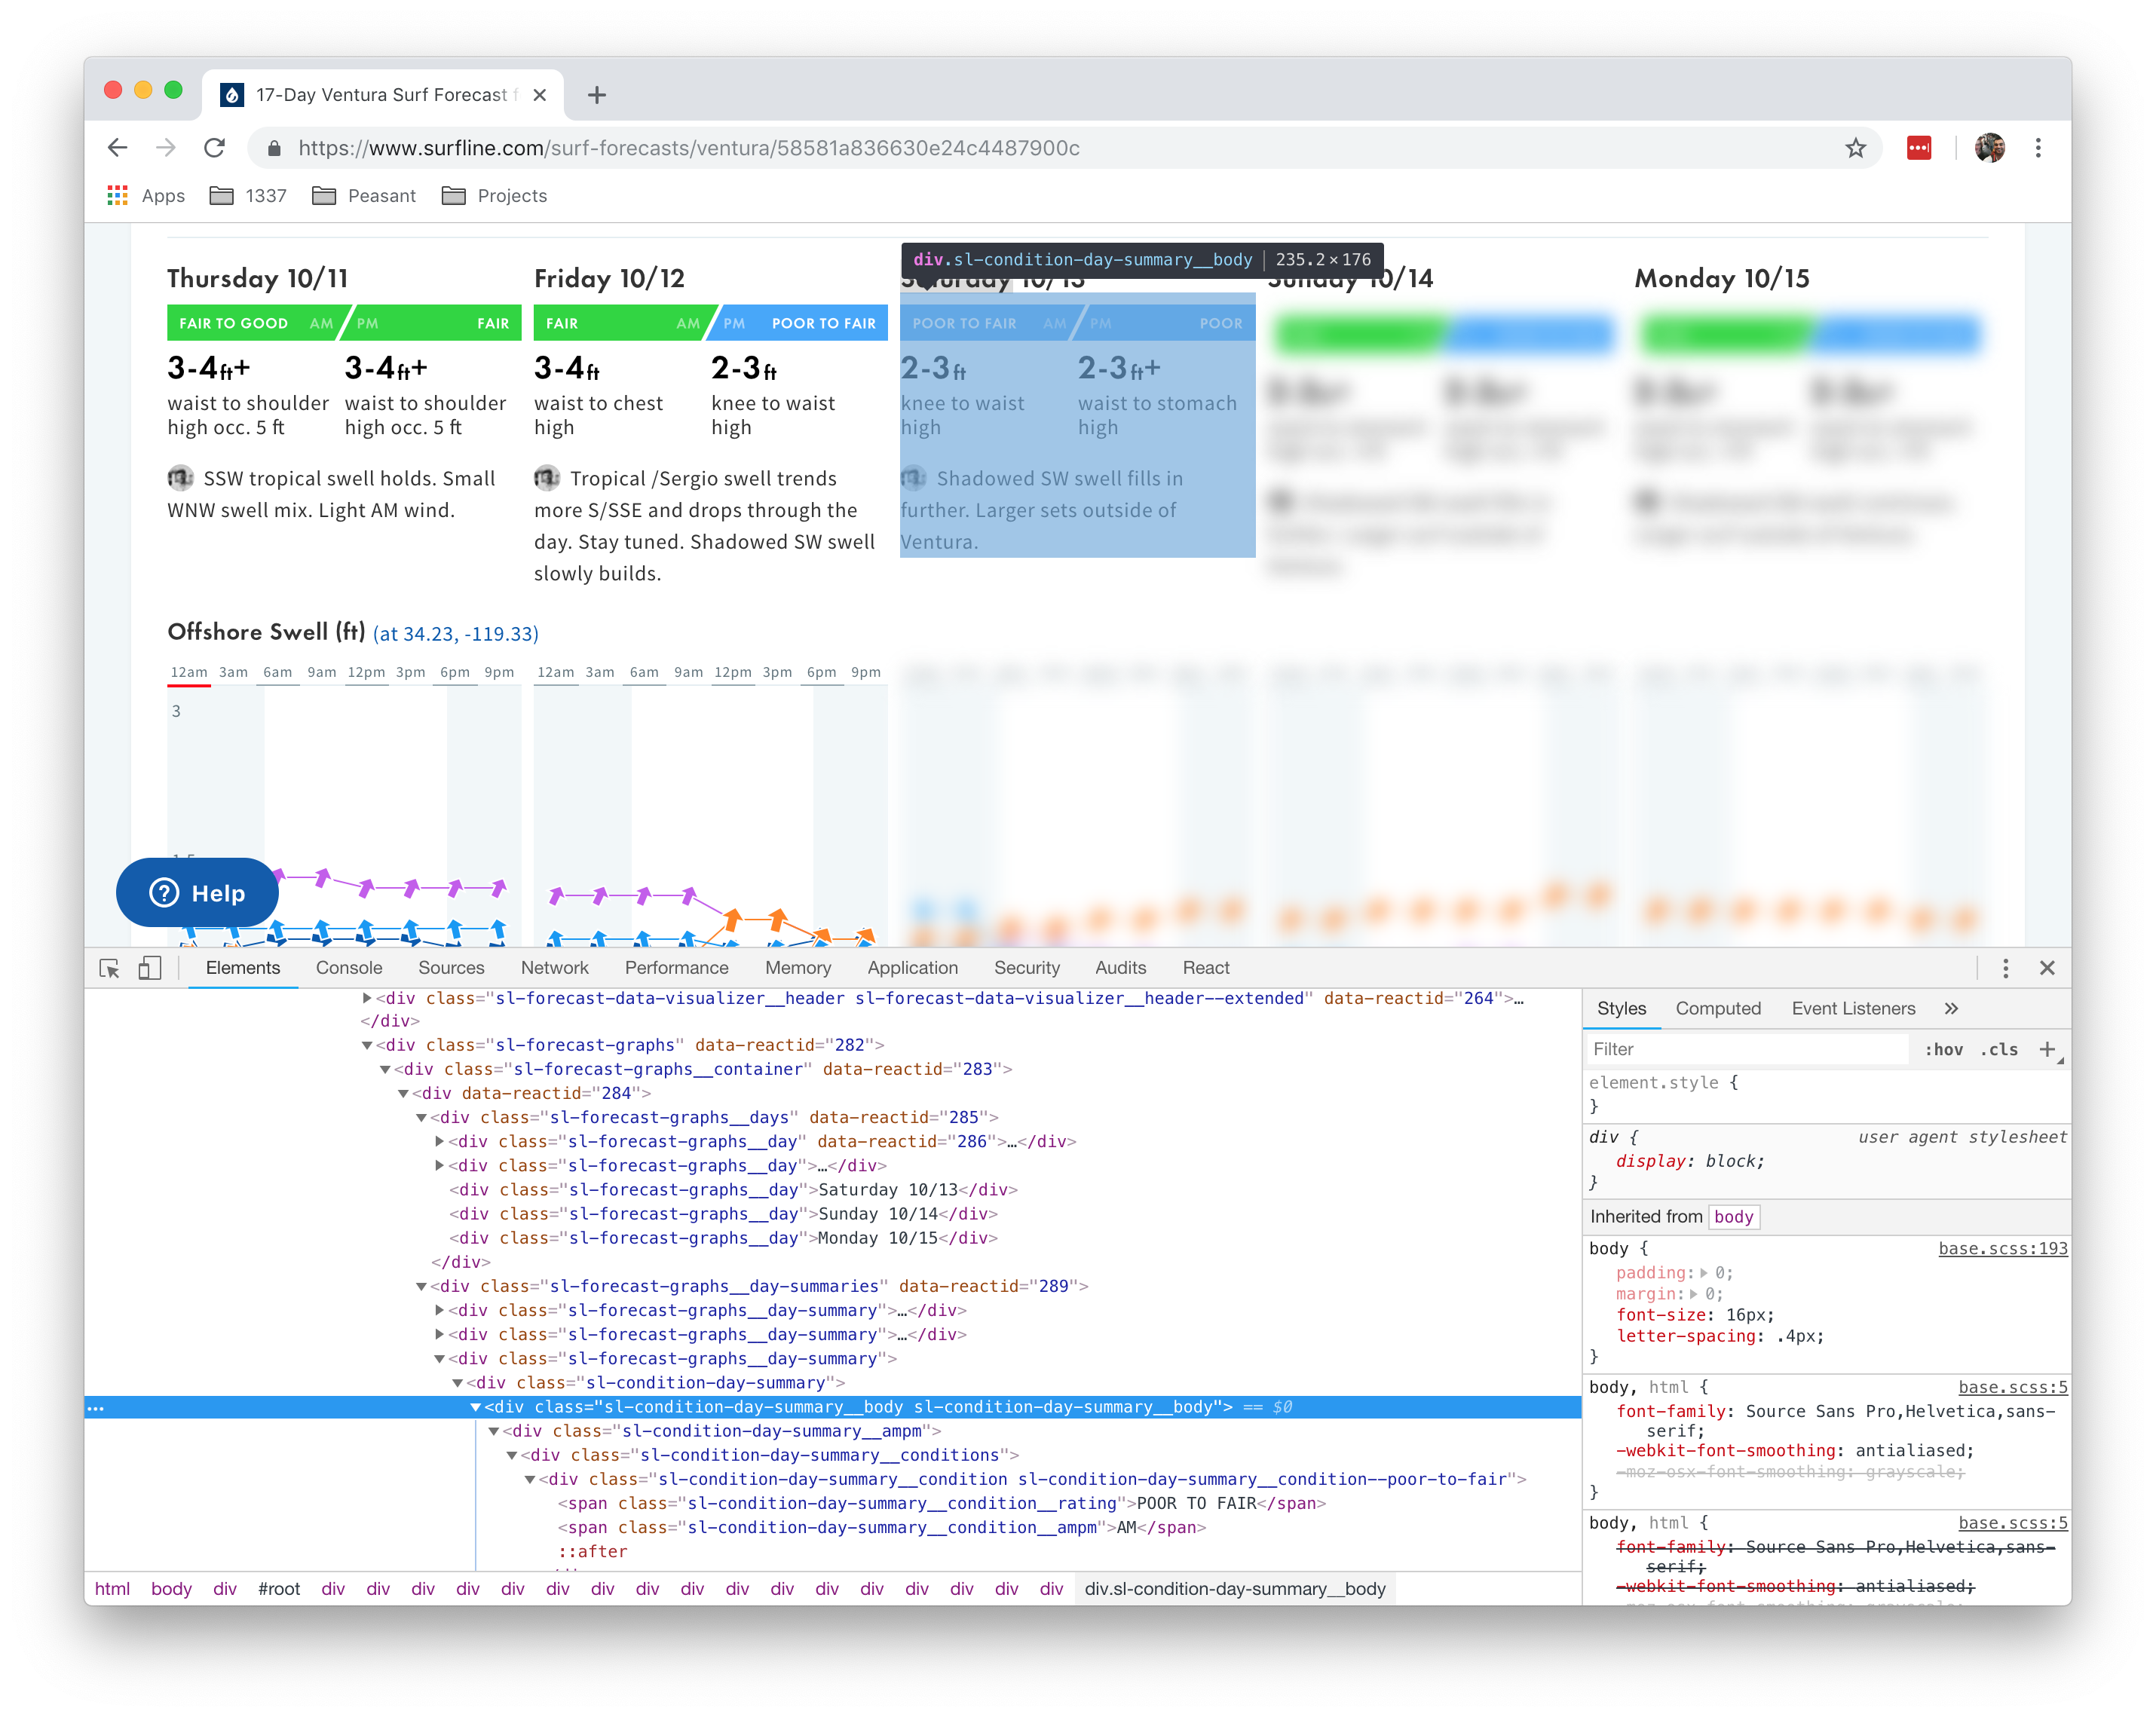 17-Day Ventura Surf Forecast f
https://www.surfline.com/surf-forecasts/ventura/58581a836630e24c4487900c
Apps 1337 Peasant Projects
div.sl-condition-day-summary__body 235.2 × 176
Thursday 10/11 Friday 10/12 Saturday 10/13 Sunday 10/14 Monday 10/15
FAIR TO GOOD AM PM FAIR FAIR AM PM POOR TO FAIR POOR TO FAIR AM PM POOR
3-4ft+ 3-4ft+ 3-4ft 2-3ft 2-3ft 2-3ft+
waist to shoulder waist to shoulder waist to chest knee to waist knee to waist waist to stomach
high occ. 5 ft high occ. 5 ft high high high high
SSW tropical swell holds. Small Tropical /Sergio swell trends Shadowed SW swell fills in
WNW swell mix. Light AM wind. more S/SSE and drops through the further. Larger sets outside of
day. Stay tuned. Shadowed SW swell Ventura.
slowly builds.
Offshore Swell (ft) (at 34.23, -119.33)
12am 3am 6am 9am 12pm 3pm 6pm 9pm 12am 3am 6am 9am 12pm 3pm 6pm 9pm
3
Help
Elements Console Sources Network Performance Memory Application Security Audits React
<div class="sl-forecast-data-visualizer__header sl-forecast-data-visualizer__header--extended" data-reactid="264">…
</div>
<div class="sl-forecast-graphs" data-reactid="282">
<div class="sl-forecast-graphs__container" data-reactid="283">
<div data-reactid="284">
<div class="sl-forecast-graphs__days" data-reactid="285">
<div class="sl-forecast-graphs__day" data-reactid="286">…</div>
<div class="sl-forecast-graphs__day">…</div>
<div class="sl-forecast-graphs__day">Saturday 10/13</div>
<div class="sl-forecast-graphs__day">Sunday 10/14</div>
<div class="sl-forecast-graphs__day">Monday 10/15</div>
</div>
<div class="sl-forecast-graphs__day-summaries" data-reactid="289">
<div class="sl-forecast-graphs__day-summary">…</div>
<div class="sl-forecast-graphs__day-summary">…</div>
<div class="sl-forecast-graphs__day-summary">
<div class="sl-condition-day-summary">
… <div class="sl-condition-day-summary__body sl-condition-day-summary__body"> == $0
<div class="sl-condition-day-summary__ampm">
<div class="sl-condition-day-summary__conditions">
<div class="sl-condition-day-summary__condition sl-condition-day-summary__condition--poor-to-fair">
<span class="sl-condition-day-summary__condition__rating">POOR TO FAIR</span>
<span class="sl-condition-day-summary__condition__ampm">AM</span>
::after
html body div #root div div div div div div div div div div div div div div div div div div.sl-condition-day-summary__body
Styles Computed Event Listeners »
Filter :hov .cls +
element.style {
}
div { user agent stylesheet
display: block;
}
Inherited from body
body { base.scss:193
padding: 0;
margin: 0;
font-size: 16px;
letter-spacing: .4px;
}
body, html { base.scss:5
font-family: Source Sans Pro,Helvetica,sans-
serif;
-webkit-font-smoothing: antialiased;
-moz-osx-font-smoothing: grayscale;
}
body, html { base.scss:5
font-family: Source Sans Pro,Helvetica,sans-
serif;
-webkit-font-smoothing: antialiased;